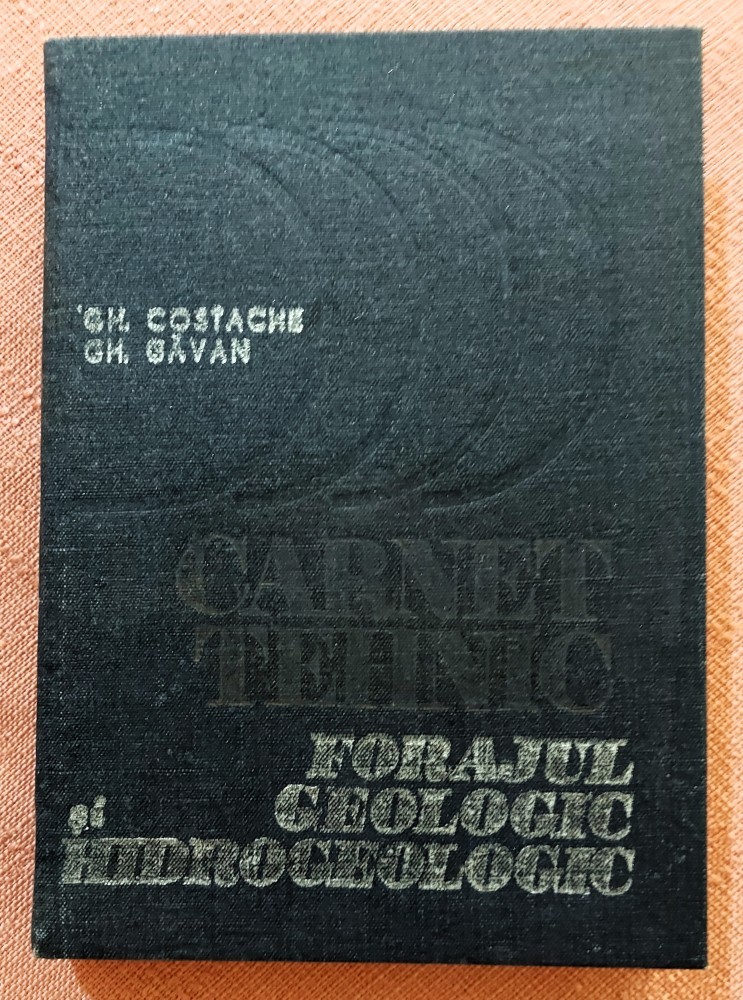 GH. COSTACHE
GH. GĂVAN
CARNET
TEHNIC
FORAJUL
GEOLOGIC
și
HIDROGEOLOGIC